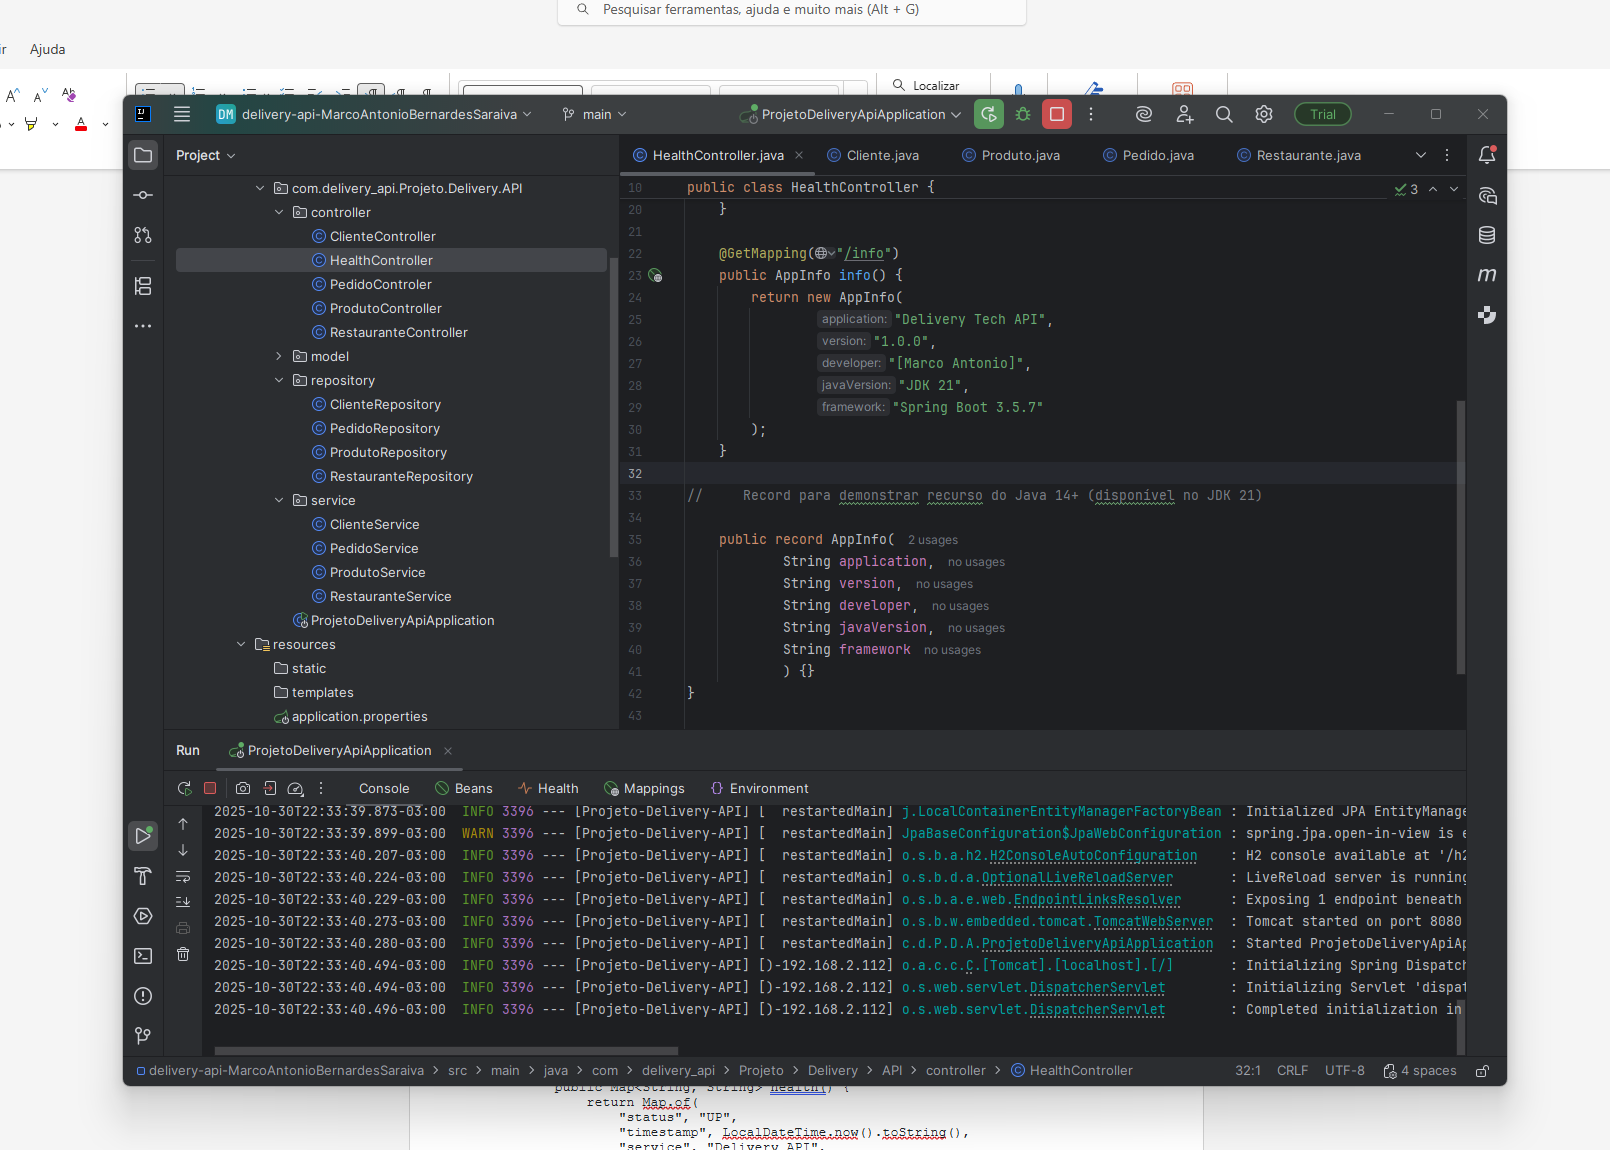 Pesquisar ferramentas, ajuda e muito mais (Alt + G)
Ajuda
Localizar
DM delivery-api-MarcoAntonioBernardesSaraiva
main
ProjetoDeliveryApiApplication
Trial
Project
HealthController.java
Cliente.java
Produto.java
Pedido.java
Restaurante.java
com.delivery_api.Projeto.Delivery.API
controller
ClienteController
HealthController
PedidoControler
ProdutoController
RestauranteController
model
repository
ClienteRepository
PedidoRepository
ProdutoRepository
RestauranteRepository
service
ClienteService
PedidoService
ProdutoService
RestauranteService
ProjetoDeliveryApiApplication
resources
static
templates
application.properties
10 public class HealthController {
3
20 }
21
22 @GetMapping("/info")
23 public AppInfo info() {
24 return new AppInfo(
25 application: "Delivery Tech API",
26 version: "1.0.0",
27 developer: "[Marco Antonio]",
28 javaVersion: "JDK 21",
29 framework: "Spring Boot 3.5.7"
30 );
31 }
32
33 // Record para demonstrar recurso do Java 14+ (disponivel no JDK 21)
34
35 public record AppInfo( 2 usages
36 String application, no usages
37 String version, no usages
38 String developer, no usages
39 String javaVersion, no usages
40 String framework no usages
41 ) {}
42 }
43
Run ProjetoDeliveryApiApplication
Console Beans Health Mappings Environment
2025-10-30T22:33:39.873-03:00 INFO 3396 --- [Projeto-Delivery-API] [ restartedMain] j.LocalContainerEntityManagerFactoryBean : Initialized JPA EntityManage
2025-10-30T22:33:39.899-03:00 WARN 3396 --- [Projeto-Delivery-API] [ restartedMain] JpaBaseConfiguration$JpaWebConfiguration : spring.jpa.open-in-view is e
2025-10-30T22:33:40.207-03:00 INFO 3396 --- [Projeto-Delivery-API] [ restartedMain] o.s.b.a.h2.H2ConsoleAutoConfiguration : H2 console available at '/h2
2025-10-30T22:33:40.224-03:00 INFO 3396 --- [Projeto-Delivery-API] [ restartedMain] o.s.b.d.a.OptionalLiveReloadServer : LiveReload server is running
2025-10-30T22:33:40.229-03:00 INFO 3396 --- [Projeto-Delivery-API] [ restartedMain] o.s.b.a.e.web.EndpointLinksResolver : Exposing 1 endpoint beneath
2025-10-30T22:33:40.273-03:00 INFO 3396 --- [Projeto-Delivery-API] [ restartedMain] o.s.b.w.embedded.tomcat.TomcatWebServer : Tomcat started on port 8080
2025-10-30T22:33:40.280-03:00 INFO 3396 --- [Projeto-Delivery-API] [ restartedMain] c.d.P.D.A.ProjetoDeliveryApiApplication : Started ProjetoDeliveryApiAp
2025-10-30T22:33:40.494-03:00 INFO 3396 --- [Projeto-Delivery-API] [)-192.168.2.112] o.a.c.c.C.[Tomcat].[localhost].[/] : Initializing Spring Dispatc
2025-10-30T22:33:40.494-03:00 INFO 3396 --- [Projeto-Delivery-API] [)-192.168.2.112] o.s.web.servlet.DispatcherServlet : Initializing Servlet 'dispat
2025-10-30T22:33:40.496-03:00 INFO 3396 --- [Projeto-Delivery-API] [)-192.168.2.112] o.s.web.servlet.DispatcherServlet : Completed initialization in
delivery-api-MarcoAntonioBernardesSaraiva > src > main > java > com > delivery_api > Projeto > Delivery > API > controller > HealthController
32:1 CRLF UTF-8 4 spaces
public Map<String, String> health() {
return Map.of(
"status", "UP",
"timestamp", LocalDateTime.now().toString(),
"service", "Delivery API",